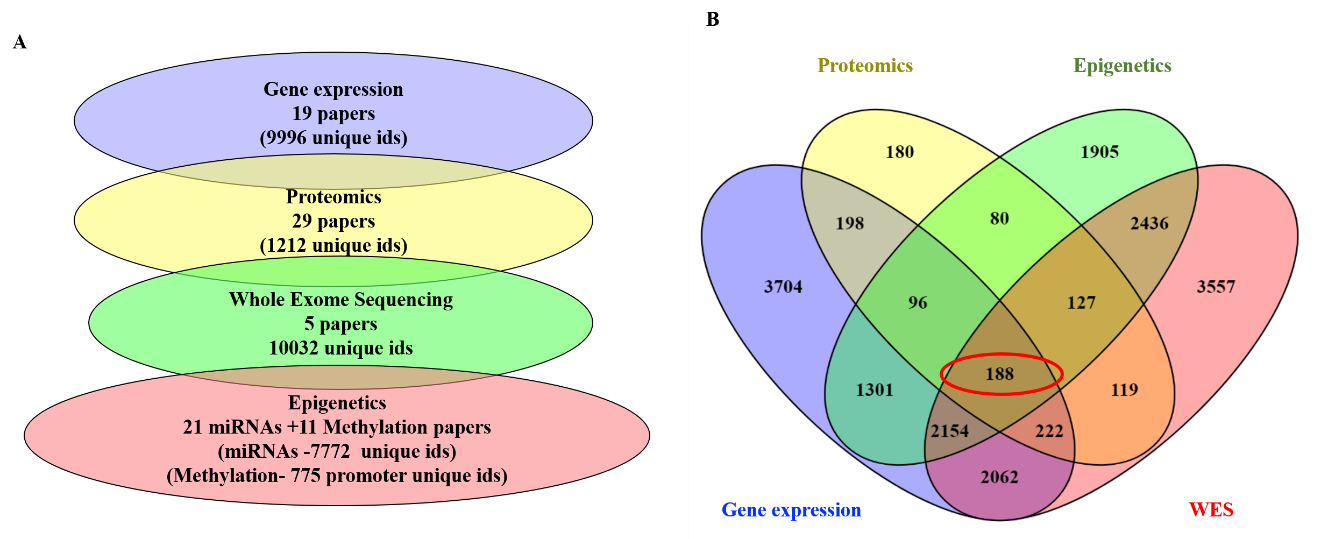 A
Gene expression
19 papers
(9996 unique ids)
Proteomics
29 papers
(1212 unique ids)
Whole Exome Sequencing
5 papers
10032 unique ids
Epigenetics
21 miRNAs +11 Methylation papers
(miRNAs -7772 unique ids)
(Methylation- 775 promoter unique ids)
B
Proteomics
Epigenetics
180
1905
198
80
2436
3704
96
127
3557
1301
188
119
2154
222
2062
Gene expression
WES